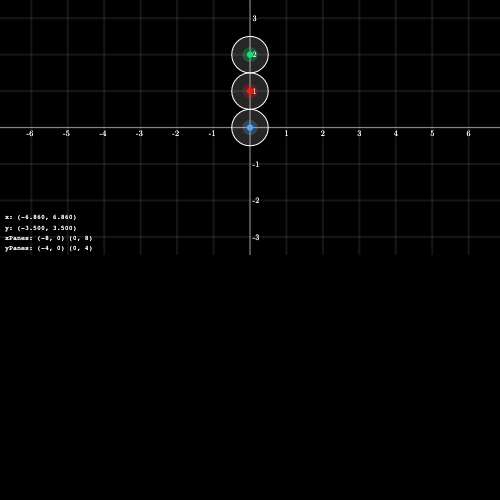 3
2
1
-6 -5 -4 -3 -2 -1 1 2 3 4 5 6
-1
-2
-3
x: (-6.860, 6.860)
y: (-3.500, 3.500)
xPanes: (-8, 0) (0, 8)
yPanes: (-4, 0) (0, 4)